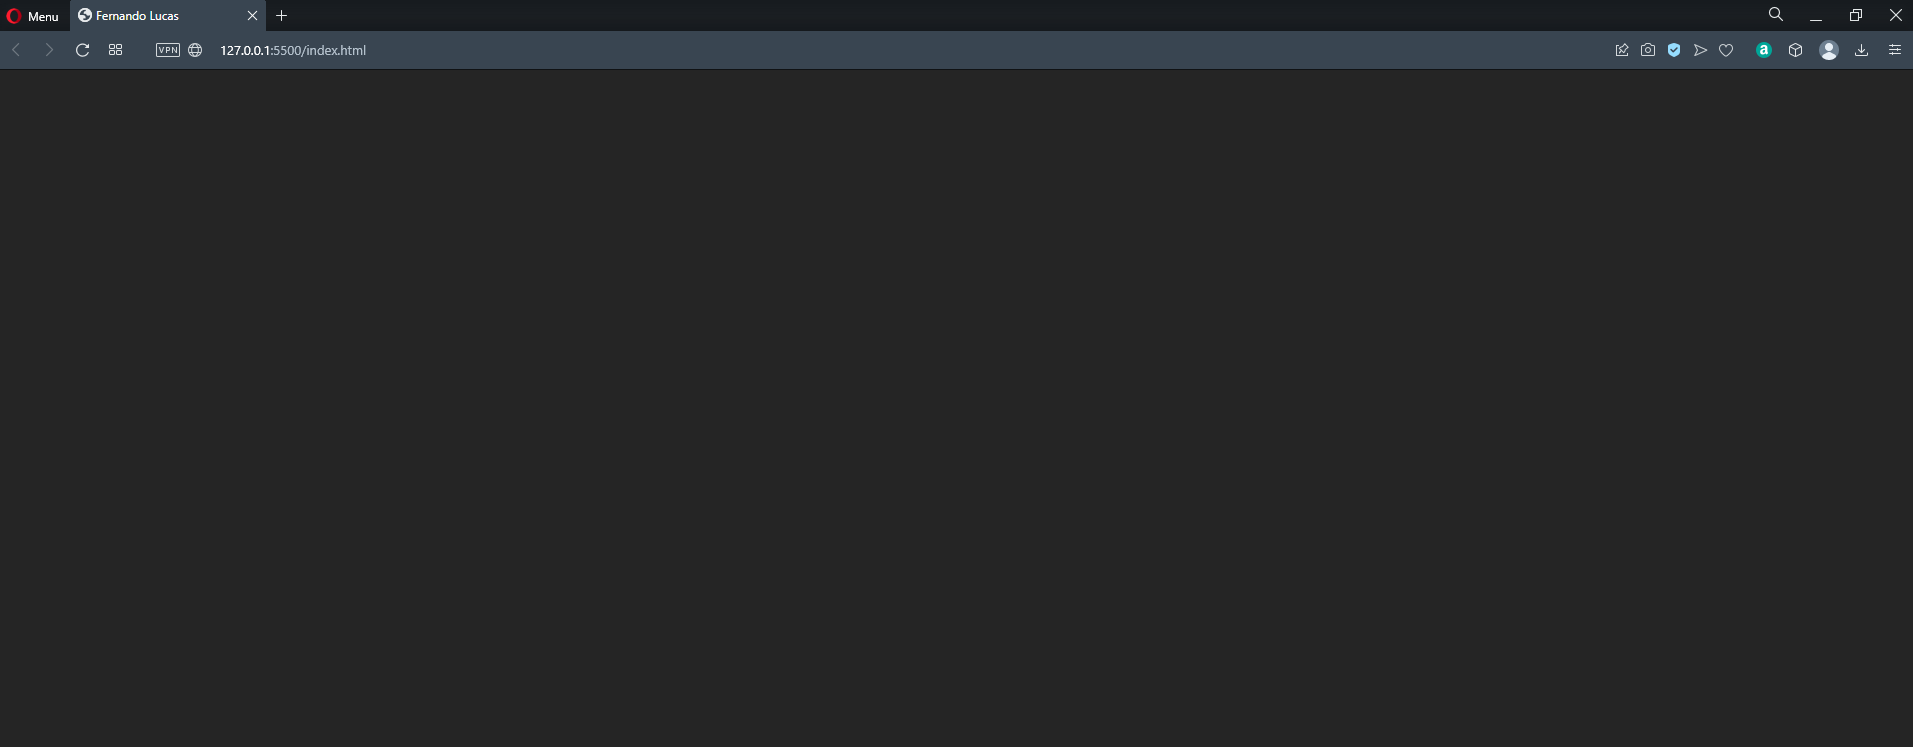 Menu
Fernando Lucas
VPN
127.0.0.1:5500/index.html
a